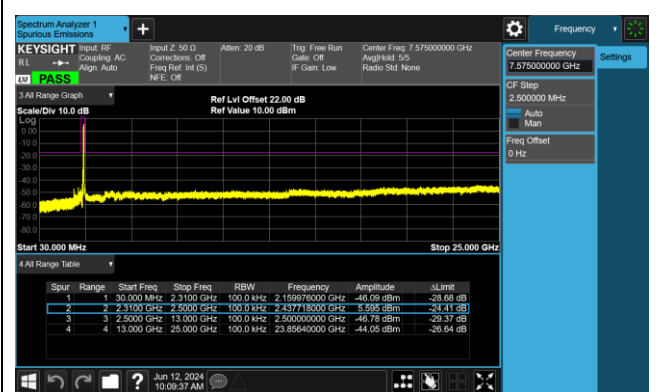 Spectrum Analyzer 1
Spurious Emissions
Frequency
KEYSIGHT
RL
PASS
Input: RF
Coupling: AC
Align: Auto
Input Z: 50 Ω
Corrections: Off
Freq Ref: Int (S)
NFE: Off
Atten: 20 dB
Trig: Free Run
Gate: Off
IF Gain: Low
Center Freq: 7.575000000 GHz
Avg|Hold: 5/5
Radio Std: None
Center Frequency
7.575000000 GHz
Settings
CF Step
2.500000 MHz
Auto
Man
Freq Offset
0 Hz
3 All Range Graph
Scale/Div 10.0 dB
Ref Lvl Offset 22.00 dB
Ref Value 10.00 dBm
Log
0.00
-10.0
-20.0
-30.0
-40.0
-50.0
-60.0
-70.0
-80.0
Start 30.000 MHz
Stop 25.000 GHz
4 All Range Table
Spur Range Start Freq Stop Freq RBW Frequency Amplitude ΔLimit
1 1 30.000 MHz 2.3100 GHz 100.0 kHz 2.159976000 GHz -46.09 dBm -28.68 dB
2 2 2.3100 GHz 2.5000 GHz 100.0 kHz 2.437718000 GHz 5.595 dBm -24.41 dB
3 3 2.5000 GHz 13.000 GHz 100.0 kHz 2.500000000 GHz -46.78 dBm -29.37 dB
4 4 13.000 GHz 25.000 GHz 100.0 kHz 23.85640000 GHz -44.05 dBm -26.64 dB
Jun 12, 2024
10:09:37 AM